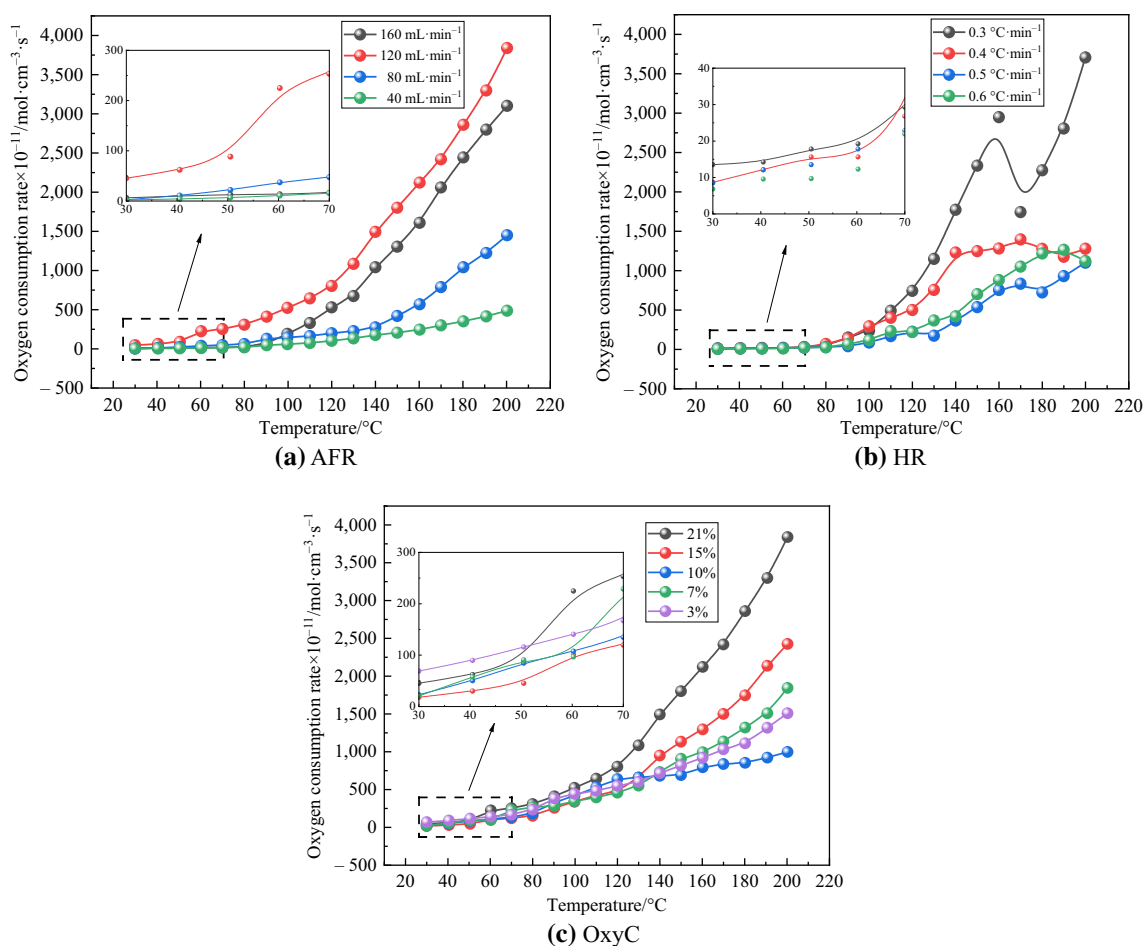 Oxygen consumption rate×10⁻¹¹/mol·cm⁻³·s⁻¹
4,000
3,500
3,000
2,500
2,000
1,500
1,000
500
0
−500
20 40 60 80 100 120 140 160 180 200 220
Temperature/°C
300
200
100
0
30 40 50 60 70
160 mL·min⁻¹
120 mL·min⁻¹
80 mL·min⁻¹
40 mL·min⁻¹
(a) AFR
Oxygen consumption rate×10⁻¹¹/mol·cm⁻³·s⁻¹
4,000
3,500
3,000
2,500
2,000
1,500
1,000
500
0
−500
20 40 60 80 100 120 140 160 180 200 220
Temperature/°C
40
30
20
10
0
30 40 50 60 70
0.3 °C·min⁻¹
0.4 °C·min⁻¹
0.5 °C·min⁻¹
0.6 °C·min⁻¹
(b) HR
Oxygen consumption rate×10⁻¹¹/mol·cm⁻³·s⁻¹
4,000
3,500
3,000
2,500
2,000
1,500
1,000
500
0
−500
20 40 60 80 100 120 140 160 180 200 220
Temperature/°C
300
200
100
0
30 40 50 60 70
21%
15%
10%
7%
3%
(c) OxyC